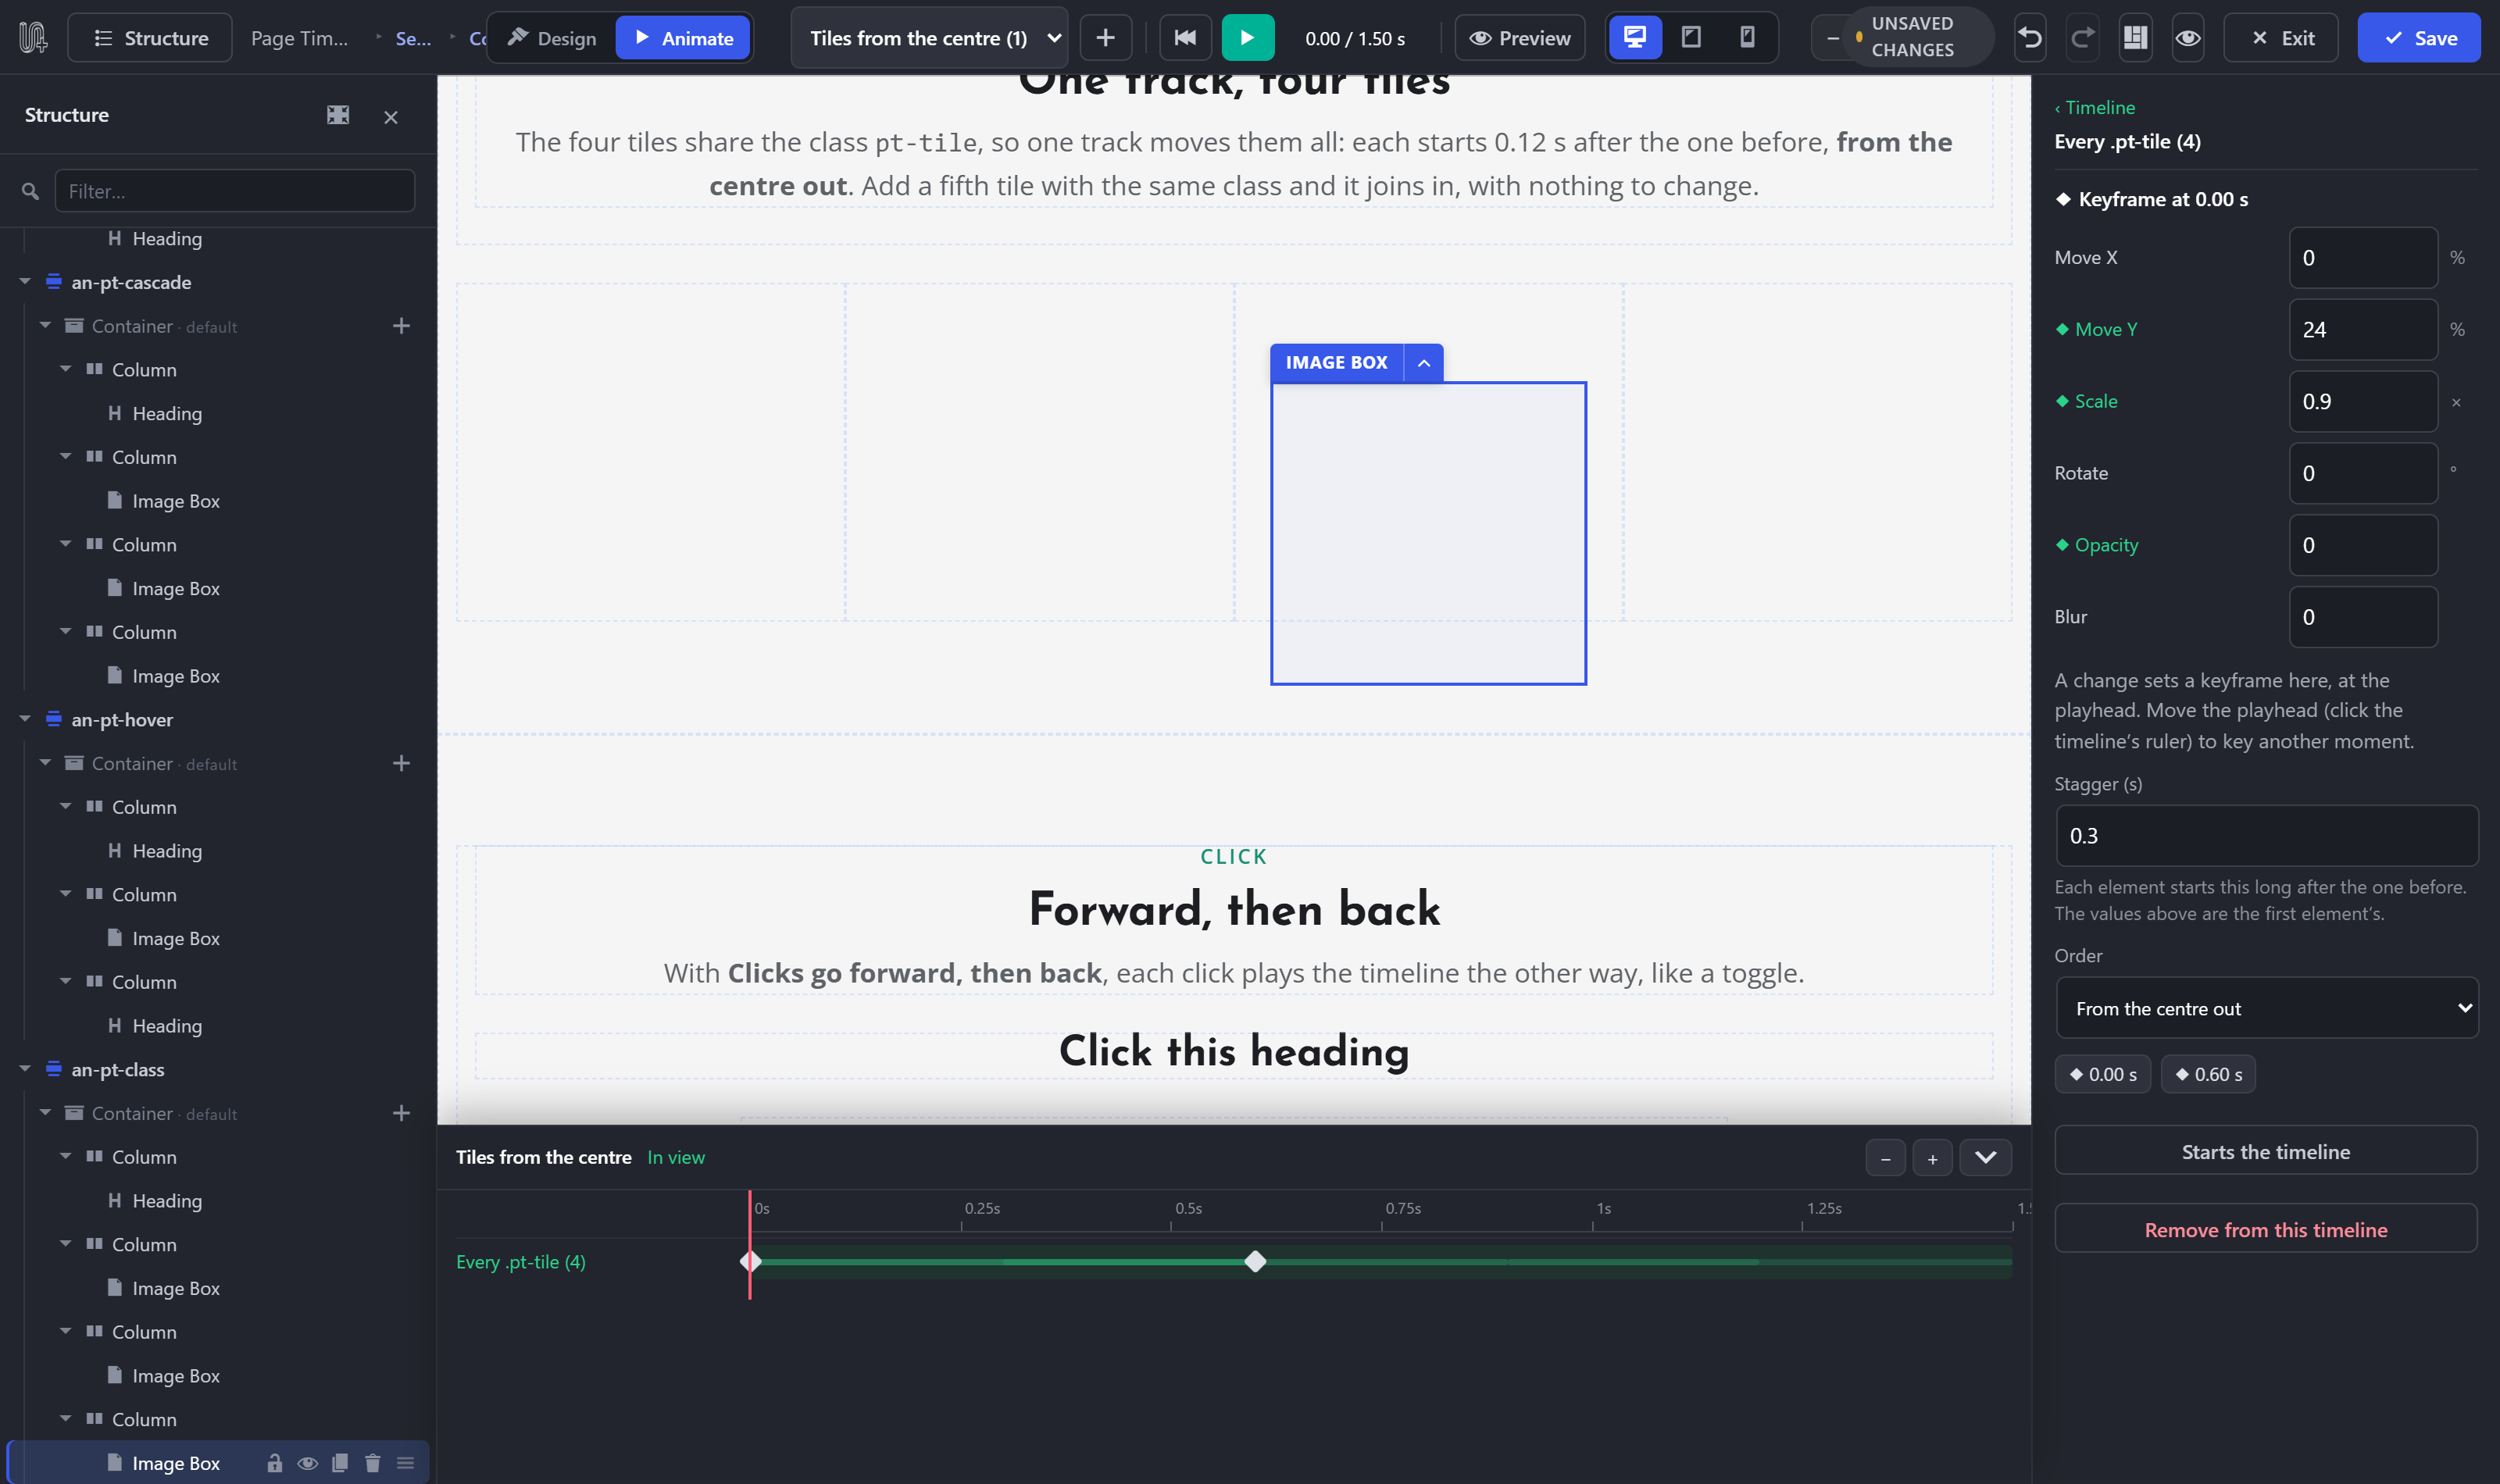 Structure
Page Tim...
Se...
Design
Animate
Tiles from the centre (1)
0.00 / 1.50 s
Preview
UNSAVED
CHANGES
Exit
Save
Structure
Filter...
Heading
an-pt-cascade
Container · default
Column
Heading
Column
Image Box
Column
Image Box
Column
Image Box
an-pt-hover
Container · default
Column
Heading
Column
Image Box
Column
Heading
an-pt-class
Container · default
Column
Heading
Column
Image Box
Column
Image Box
Column
Image Box
One track, four tiles
The four tiles share the class pt-tile, so one track moves them all: each starts 0.12 s after the one before, from the
centre out. Add a fifth tile with the same class and it joins in, with nothing to change.
IMAGE BOX
CLICK
Forward, then back
With Clicks go forward, then back, each click plays the timeline the other way, like a toggle.
Click this heading
Tiles from the centre In view
0s 0.25s 0.5s 0.75s 1s 1.25s
Every .pt-tile (4)
‹ Timeline
Every .pt-tile (4)
Keyframe at 0.00 s
Move X 0 %
Move Y 24 %
Scale 0.9 ×
Rotate 0 °
Opacity 0
Blur 0
A change sets a keyframe here, at the
playhead. Move the playhead (click the
timeline’s ruler) to key another moment.
Stagger (s)
0.3
Each element starts this long after the one before.
The values above are the first element’s.
Order
From the centre out
0.00 s 0.60 s
Starts the timeline
Remove from this timeline